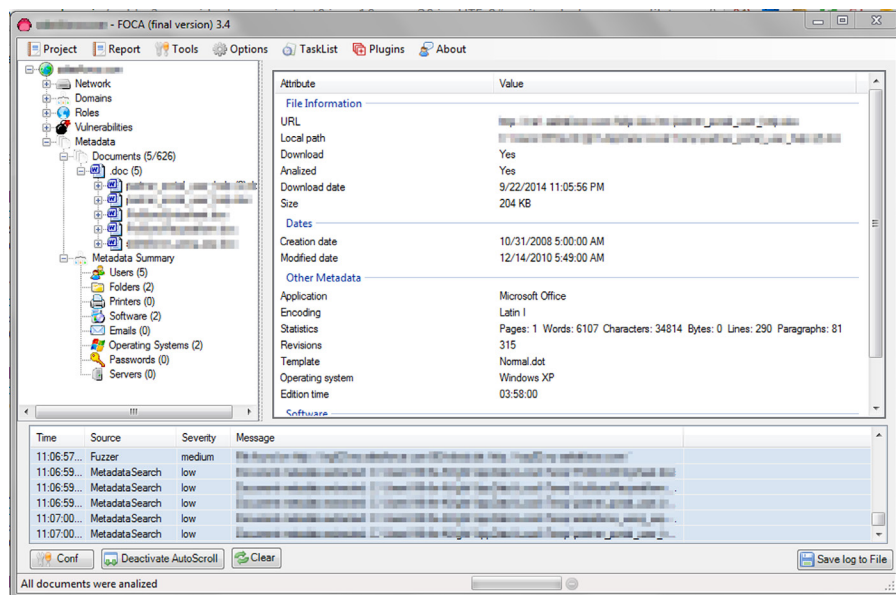 - FOCA (final version) 3.4
Project Report Tools Options TaskList Plugins About
Network
Domains
Roles
Vulnerabilities
Metadata
Documents (5/626)
.doc (5)
Metadata Summary
Users (5)
Folders (2)
Printers (0)
Software (2)
Emails (0)
Operating Systems (2)
Passwords (0)
Servers (0)
Attribute Value
File Information
URL
Local path
Download Yes
Analized Yes
Download date 9/22/2014 11:05:56 PM
Size 204 KB
Dates
Creation date 10/31/2008 5:00:00 AM
Modified date 12/14/2010 5:49:00 AM
Other Metadata
Application Microsoft Office
Encoding Latin I
Statistics Pages: 1 Words: 6107 Characters: 34814 Bytes: 0 Lines: 290 Paragraphs: 81
Revisions 315
Template Normal.dot
Operating system Windows XP
Edition time 03:58:00
Software
Time Source Severity Message
11:06:57... Fuzzer medium
11:06:59... MetadataSearch low
11:06:59... MetadataSearch low
11:06:59... MetadataSearch low
11:07:00... MetadataSearch low
11:07:00... MetadataSearch low
Conf Deactivate AutoScroll Clear Save log to File
All documents were analized